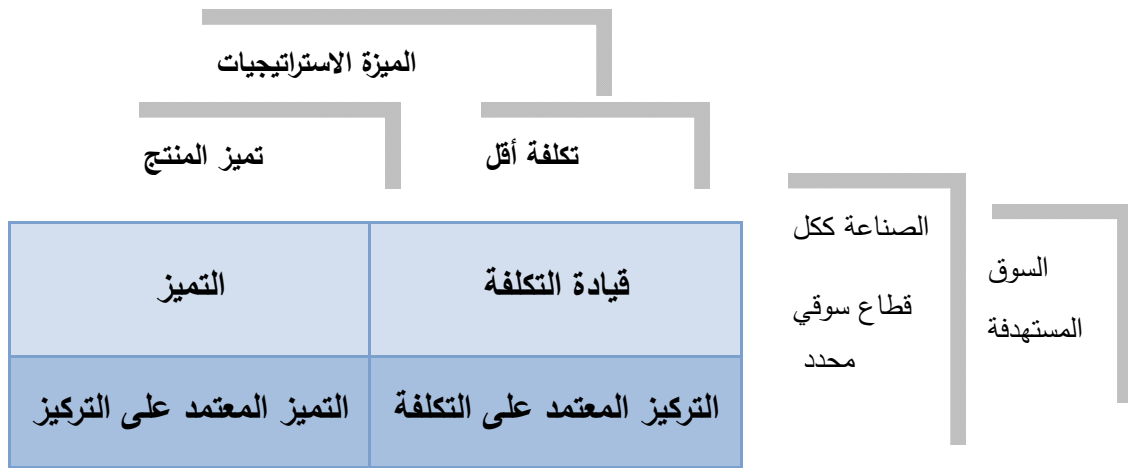 الميزة الاستراتيجيات
تكلفة أقل
تميز المنتج
الصناعة ككل
قطاع سوقي
محدد
السوق
المستهدفة
قيادة التكلفة
التميز
التركيز المعتمد على التكلفة
التميز المعتمد على التركيز